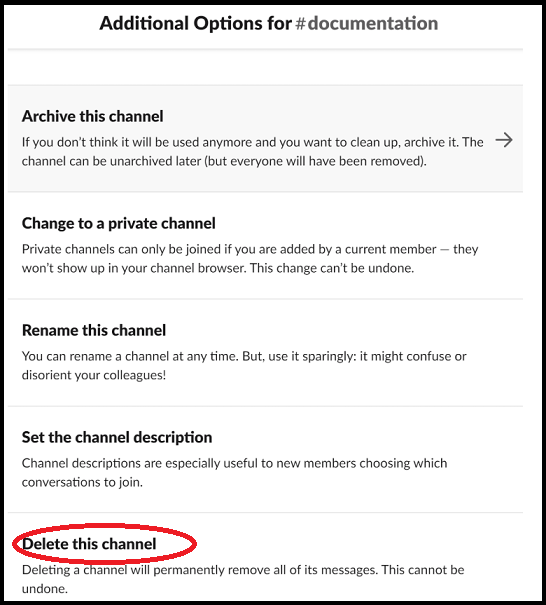 Additional Options for #documentation
Archive this channel
If you don't think it will be used anymore and you want to clean up, archive it. The
channel can be unarchived later (but everyone will have been removed).
Change to a private channel
Private channels can only be joined if you are added by a current member — they
won't show up in your channel browser. This change can't be undone.
Rename this channel
You can rename a channel at any time. But, use it sparingly: it might confuse or
disorient your colleagues!
Set the channel description
Channel descriptions are especially useful to new members choosing which
conversations to join.
Delete this channel
Deleting a channel will permanently remove all of its messages. This cannot be
undone.